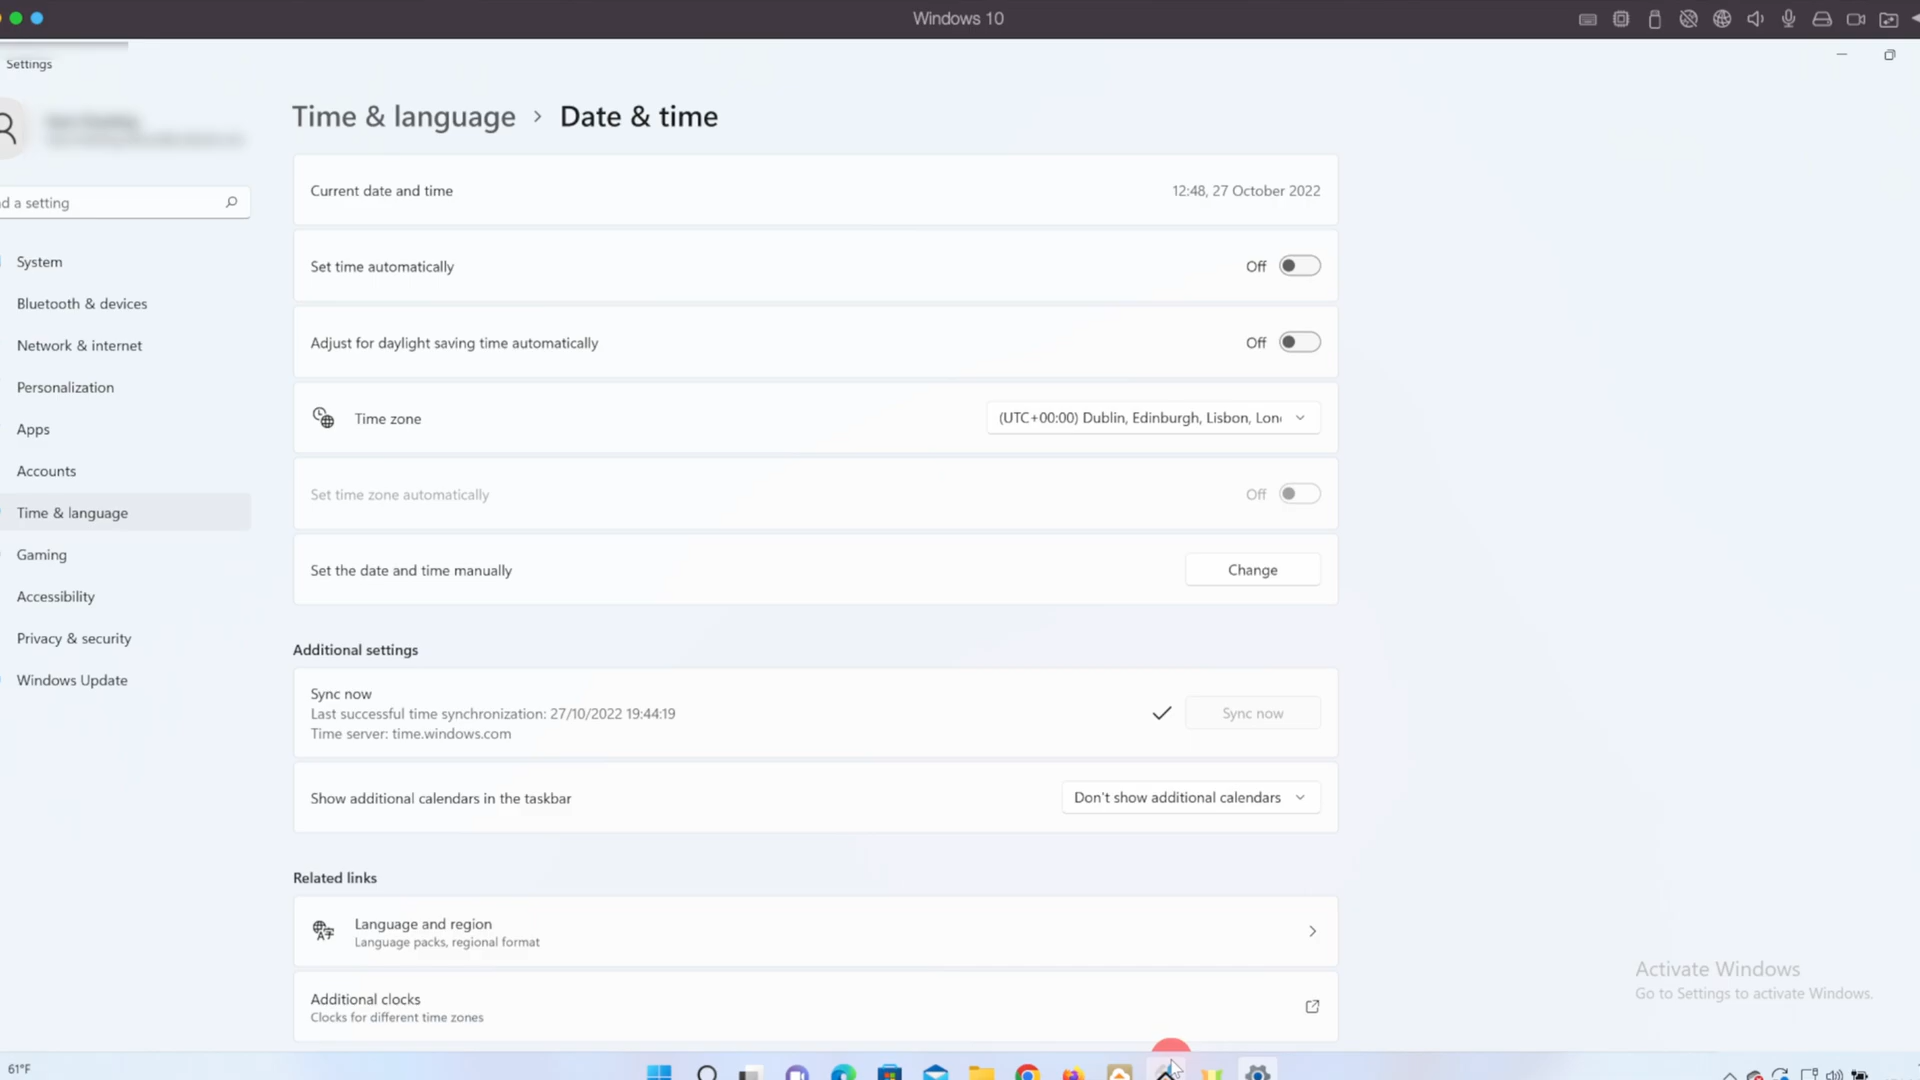 Windows 10
Settings
Time & language > Date & time
Current date and time
12:48, 27 October 2022
d a setting
Set time automatically
Off
System
Bluetooth & devices
Adjust for daylight saving time automatically
Off
Network & internet
Personalization
Time zone
(UTC+00:00) Dublin, Edinburgh, Lisbon, Lon
Apps
Accounts
Set time zone automatically
Off
Time & language
Gaming
Set the date and time manually
Change
Accessibility
Privacy & security
Additional settings
Windows Update
Sync now
Last successful time synchronization: 27/10/2022 19:44:19
Time server: time.windows.com
Sync now
Show additional calendars in the taskbar
Don't show additional calendars
Related links
Language and region
Language packs, regional format
Activate Windows
Go to Settings to activate Windows.
Additional clocks
Clocks for different time zones
61°F